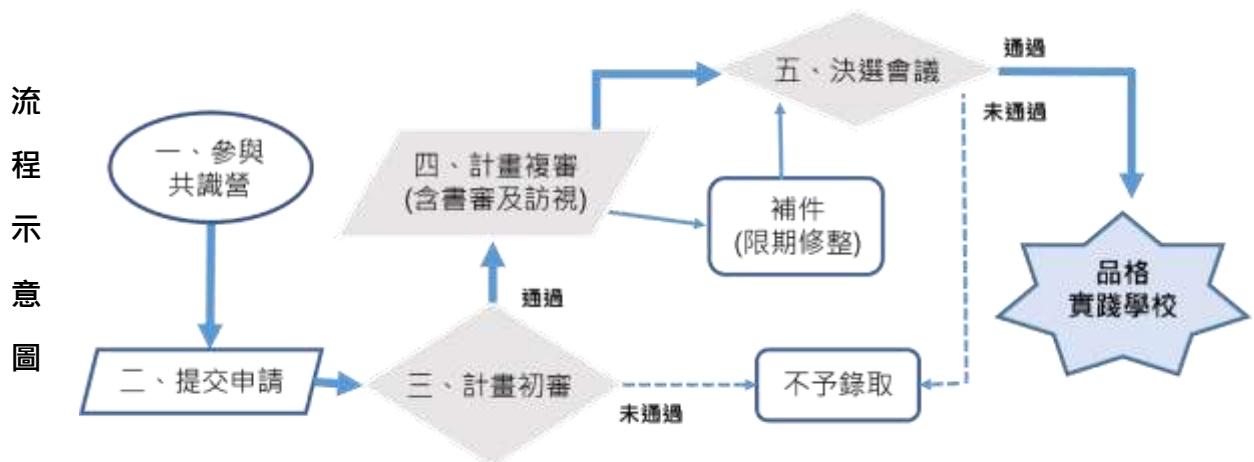 流程示意圖
一、參與
共識營
二、提交申請
三、計畫初審
通過
未通過
四、計畫複審
(含書審及訪視)
補件
(限期修整)
五、決選會議
通過
未通過
不予錄取
品格
實踐學校